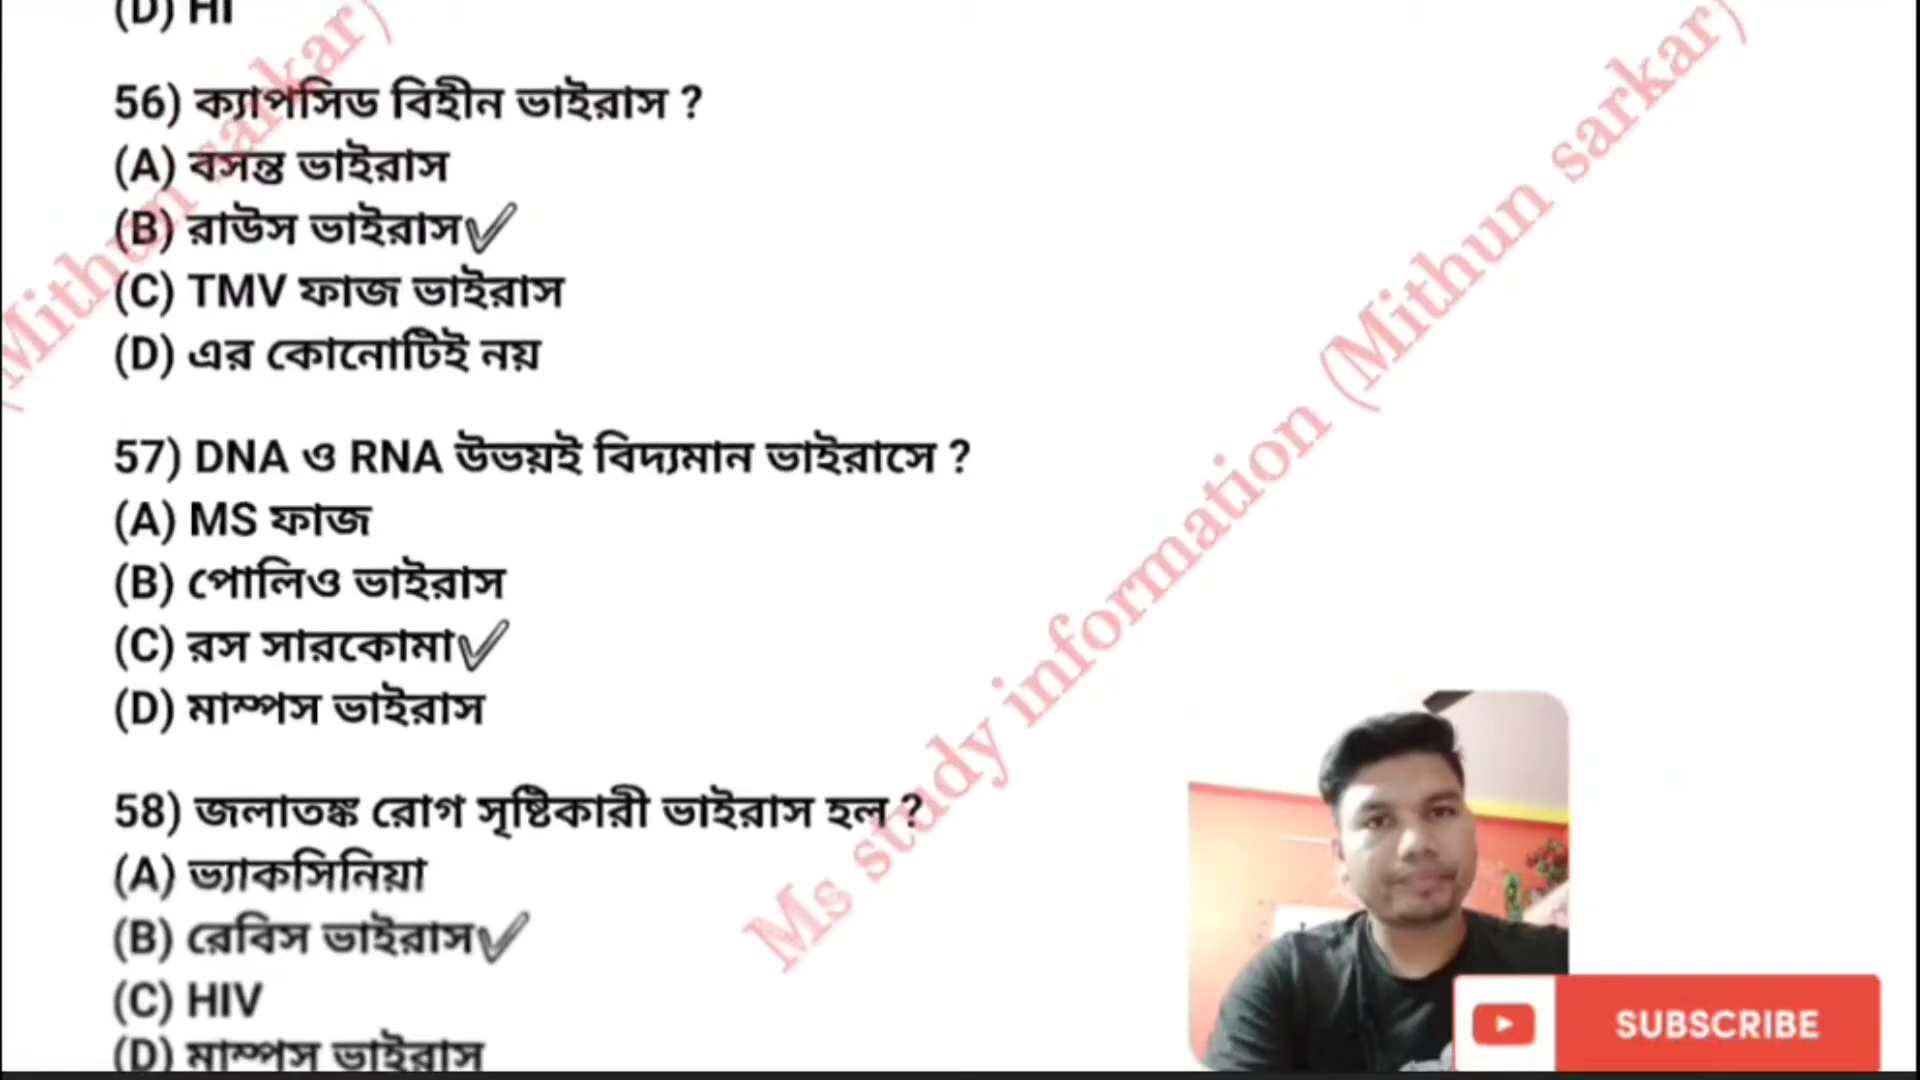 (D) HI
56) ক্যাপসিড বিহীন ভাইরাস ?
(A) বসন্ত ভাইরাস
(B) রাউস ভাইরাস✓
(C) TMV ফাজ ভাইরাস
(D) এর কোনোটিই নয়
57) DNA ও RNA উভয়ই বিদ্যমান ভাইরাসে ?
(A) MS ফাজ
(B) পোলিও ভাইরাস
(C) রস সারকোমা✓
(D) মাম্পস ভাইরাস
58) জলাতঙ্ক রোগ সৃষ্টিকারী ভাইরাস হল ?
(A) ভ্যাকসিনিয়া
(B) রেবিস ভাইরাস✓
(C) HIV
(D) মাম্পস ভাইরাস
(Mithun sarkar)
Ms study information (Mithun sarkar)
SUBSCRIBE